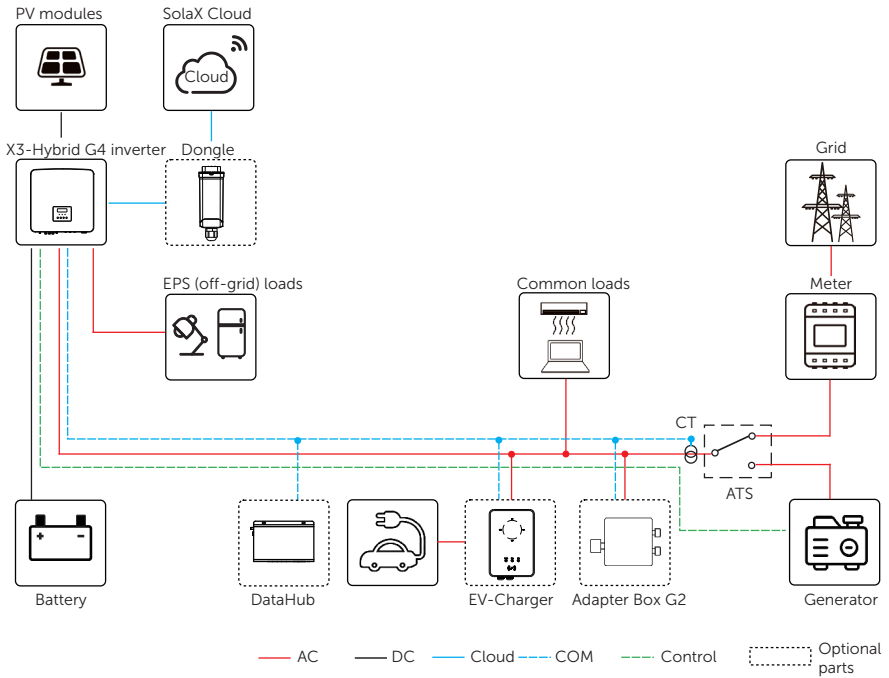 PV modules
SolaX Cloud
Cloud
X3-Hybrid G4 inverter
Dongle
Grid
EPS (off-grid) loads
Common loads
Meter
CT
ATS
+ -
Battery
DataHub
EV-Charger
Adapter Box G2
Generator
AC
DC
Cloud
COM
Control
Optional
parts